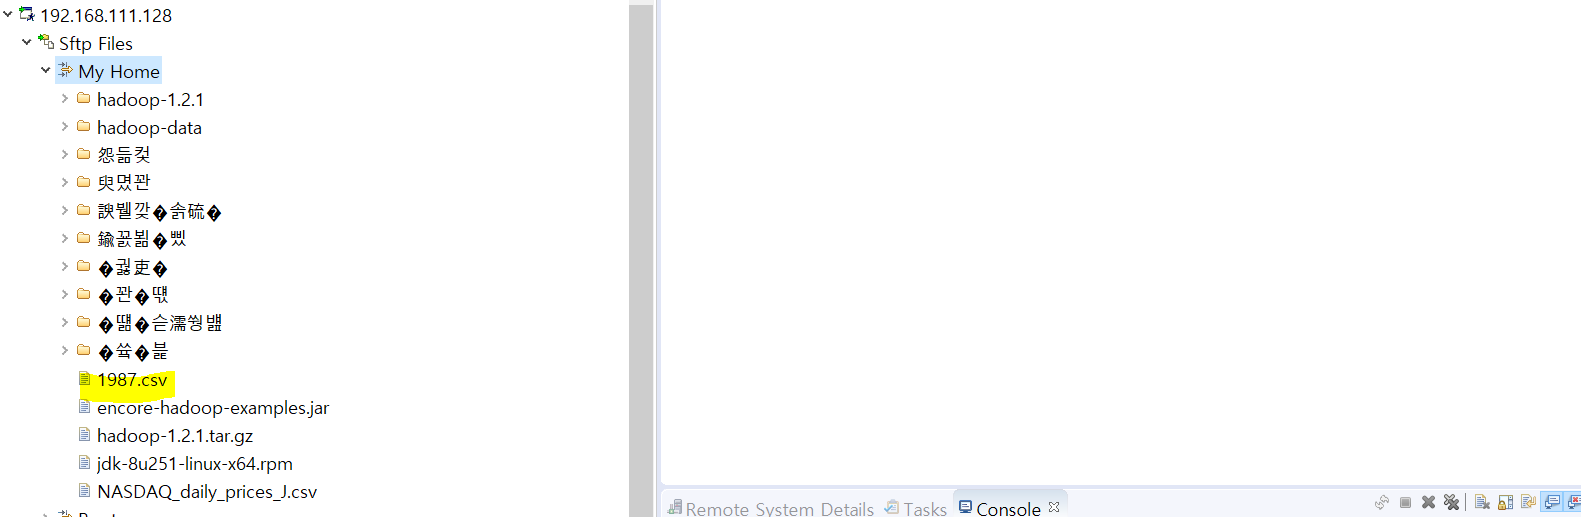 192.168.111.128
Sftp Files
My Home
hadoop-1.2.1
hadoop-data
怨듦컻
臾몄꽌
諛뷀깢�솕硫�
鍮꾨뵒�삤
�궗吏�
�꽌�떇
�떎�슫濡쒕뱶
�쓬�븙
1987.csv
encore-hadoop-examples.jar
hadoop-1.2.1.tar.gz
jdk-8u251-linux-x64.rpm
NASDAQ_daily_prices_J.csv
Remote System Details Tasks Console